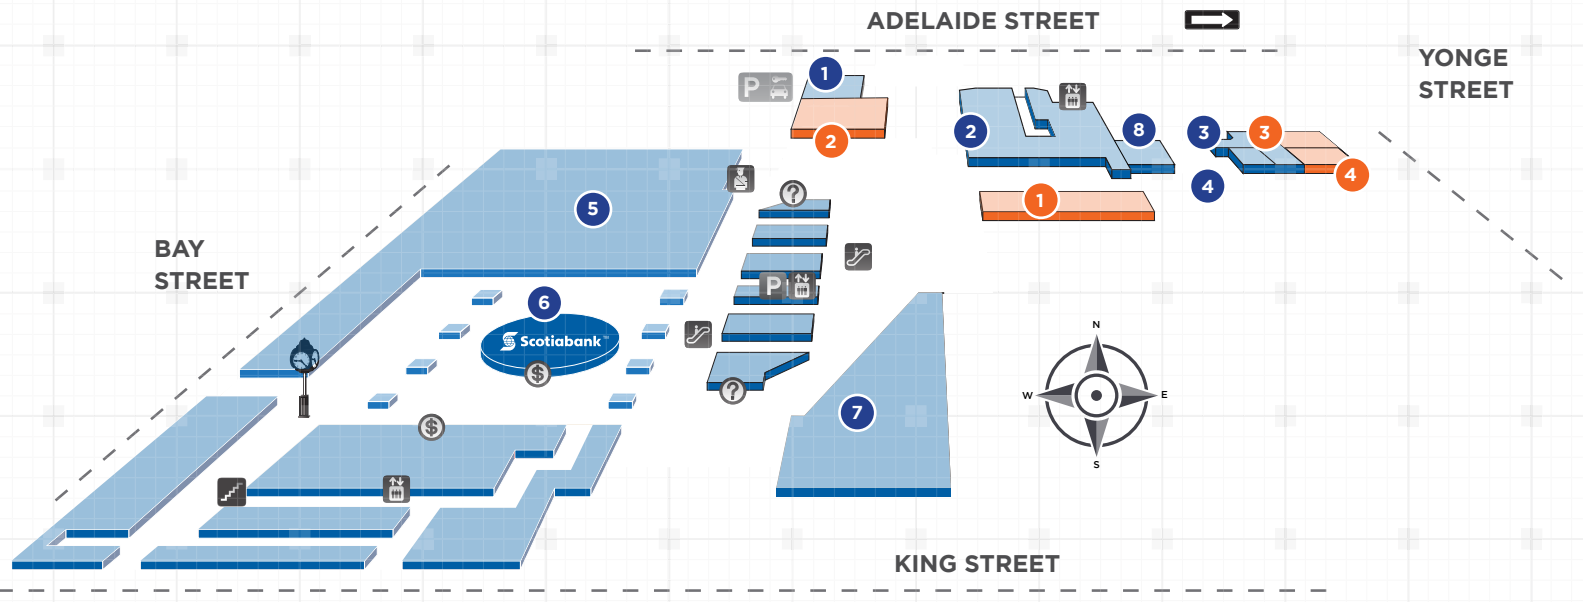 ADELAIDE STREET
YONGE
STREET
P
1
2
2
8
3
3
4
4
1
5
?
BAY
STREET
P
6
Scotiabank™
$
?
7
$
N
W
E
S
KING STREET